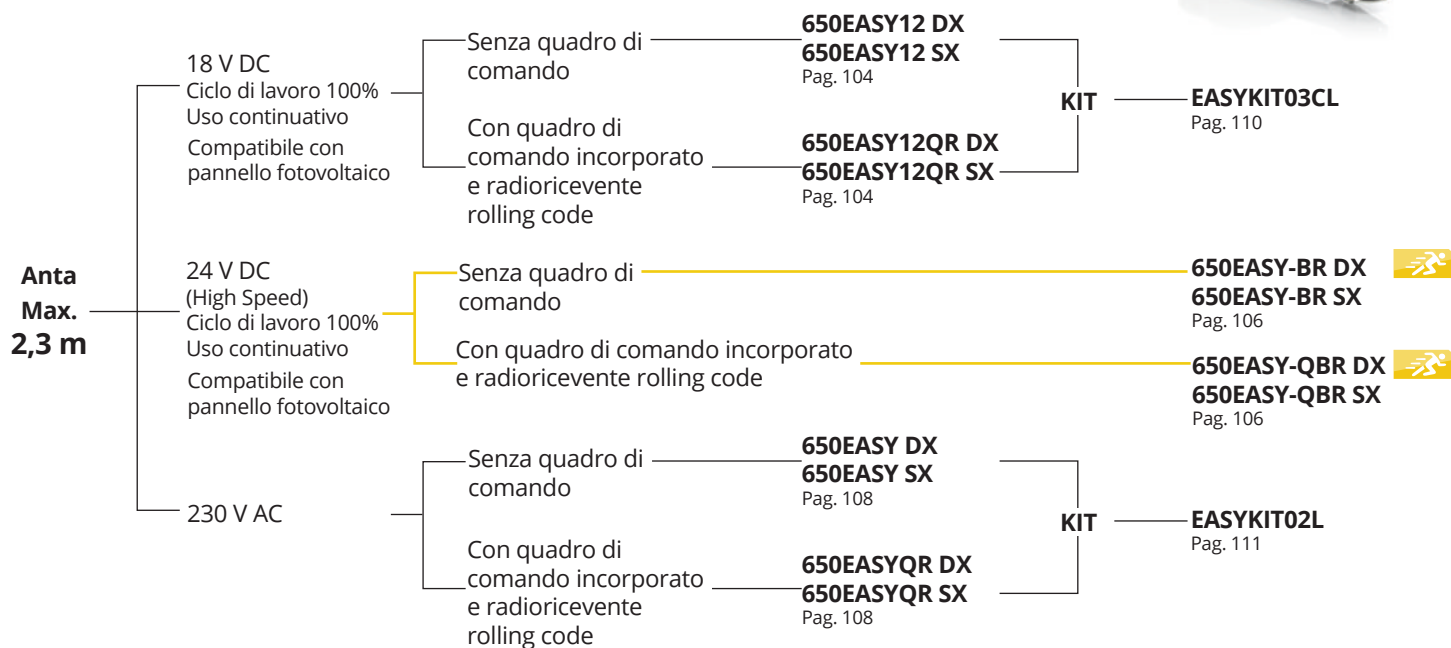 Anta
Max.
2,3 m
18 V DC
Ciclo di lavoro 100%
Uso continuativo
Compatibile con
pannello fotovoltaico
Senza quadro di
comando
650EASY12 DX
650EASY12 SX
Pag. 104
Con quadro di
comando incorporato
e radioricevente
rolling code
650EASY12QR DX
650EASY12QR SX
Pag. 104
KIT
EASYKIT03CL
Pag. 110
24 V DC
(High Speed)
Ciclo di lavoro 100%
Uso continuativo
Compatibile con
pannello fotovoltaico
Senza quadro di
comando
650EASY-BR DX
650EASY-BR SX
Pag. 106
Con quadro di comando incorporato
e radioricevente rolling code
650EASY-QBR DX
650EASY-QBR SX
Pag. 106
230 V AC
Senza quadro di
comando
650EASY DX
650EASY SX
Pag. 108
Con quadro di
comando incorporato
e radioricevente
rolling code
650EASYQR DX
650EASYQR SX
Pag. 108
KIT
EASYKIT02L
Pag. 111